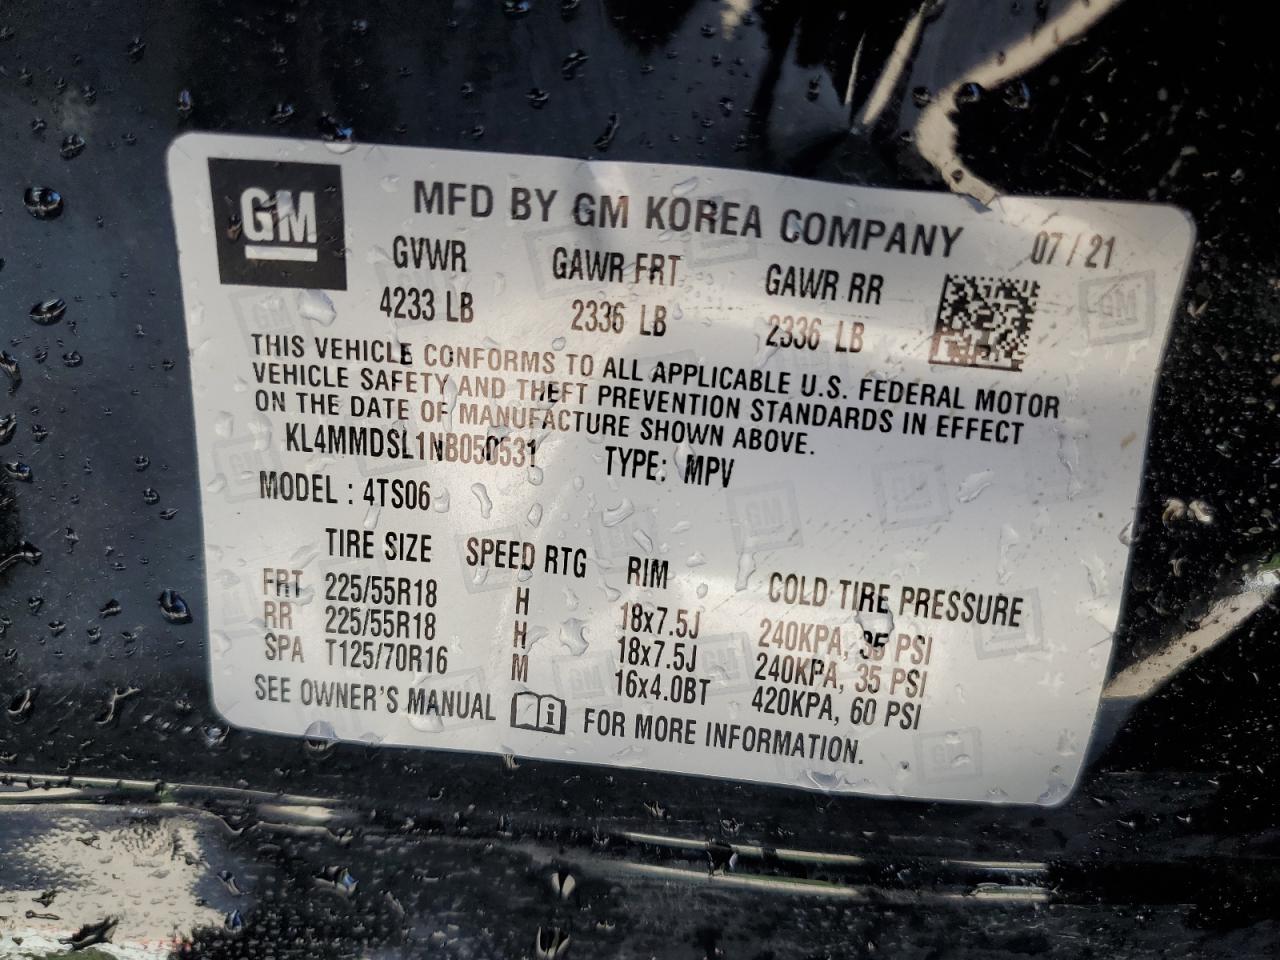 GM
MFD BY GM KOREA COMPANY 07/21
GVWR GAWR FRT GAWR RR
4233 LB 2336 LB 2336 LB
THIS VEHICLE CONFORMS TO ALL APPLICABLE U.S. FEDERAL MOTOR
VEHICLE SAFETY AND THEFT PREVENTION STANDARDS IN EFFECT
ON THE DATE OF MANUFACTURE SHOWN ABOVE.
KL4MMDSL1NB050531 TYPE: MPV
MODEL : 4TS06
TIRE SIZE SPEED RTG RIM COLD TIRE PRESSURE
FRT 225/55R18 H 18x7.5J 240KPA, 35 PSI
RR 225/55R18 H 18x7.5J 240KPA, 35 PSI
SPA T125/70R16 M 16x4.0BT 420KPA, 60 PSI
SEE OWNER'S MANUAL i FOR MORE INFORMATION.